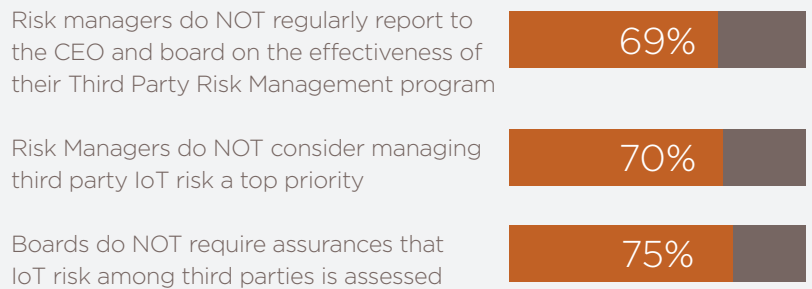 Risk managers do NOT regularly report to
the CEO and board on the effectiveness of
their Third Party Risk Management program
69%
Risk Managers do NOT consider managing
third party IoT risk a top priority
70%
Boards do NOT require assurances that
IoT risk among third parties is assessed
75%